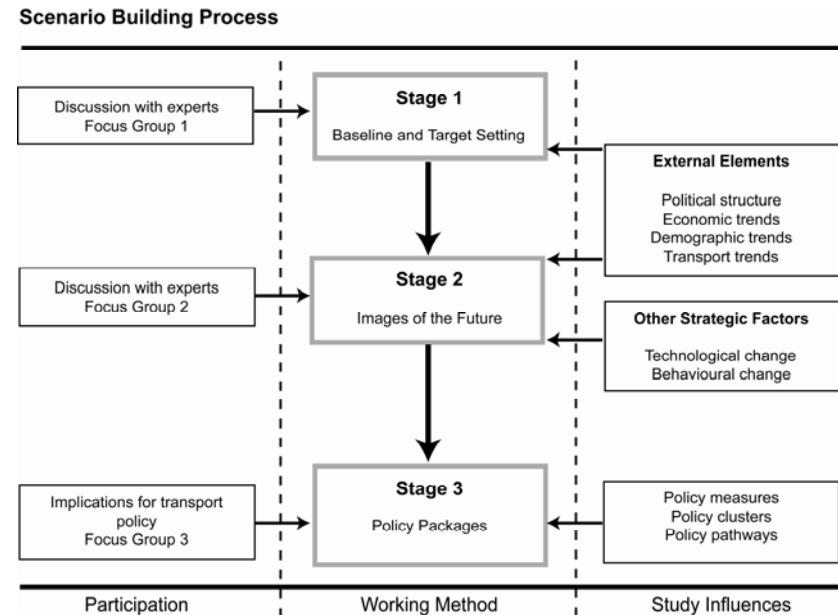 Scenario Building Process
Discussion with experts
Focus Group 1
Stage 1
Baseline and Target Setting
External Elements
Political structure
Economic trends
Demographic trends
Transport trends
Discussion with experts
Focus Group 2
Stage 2
Images of the Future
Other Strategic Factors
Technological change
Behavioural change
Implications for transport
policy
Focus Group 3
Stage 3
Policy Packages
Policy measures
Policy clusters
Policy pathways
Participation
Working Method
Study Influences